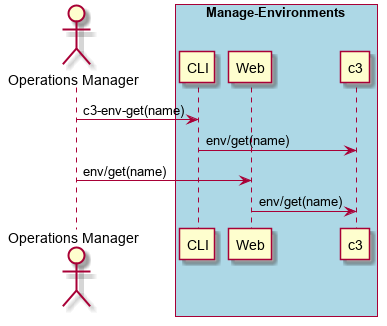 Manage-Environments
Operations Manager
CLI
Web
c3
c3-env-get(name)
env/get(name)
env/get(name)
env/get(name)
Operations Manager
CLI
Web
c3